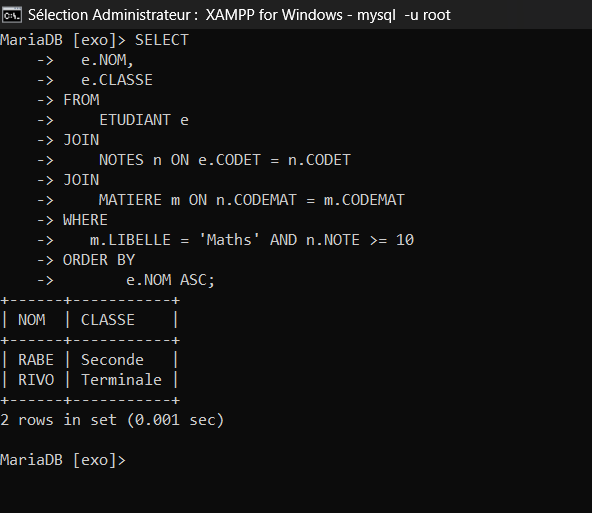 Sélection Administrateur : XAMPP for Windows - mysql -u root
MariaDB [exo]> SELECT
    ->   e.NOM,
    ->   e.CLASSE
    -> FROM
    ->     ETUDIANT e
    -> JOIN
    ->     NOTES n ON e.CODET = n.CODET
    -> JOIN
    ->     MATIERE m ON n.CODEMAT = m.CODEMAT
    -> WHERE
    ->    m.LIBELLE = 'Maths' AND n.NOTE >= 10
    -> ORDER BY
    ->        e.NOM ASC;
+------+-----------+
| NOM  | CLASSE    |
+------+-----------+
| RABE | Seconde   |
| RIVO | Terminale |
+------+-----------+
2 rows in set (0.001 sec)
MariaDB [exo]>